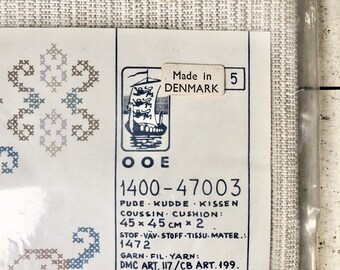 Made in
DENMARK
5
O O E
1400-47003
PUDE · KUDDE · KISSEN
COUSSIN · CUSHION:
45 x 45 CM × 2
STOF · VÄV · STOFF · TISSU · MATER.:
1472
GARN · FIL · YARN:
DMC ART. 117/CB ART. 199.